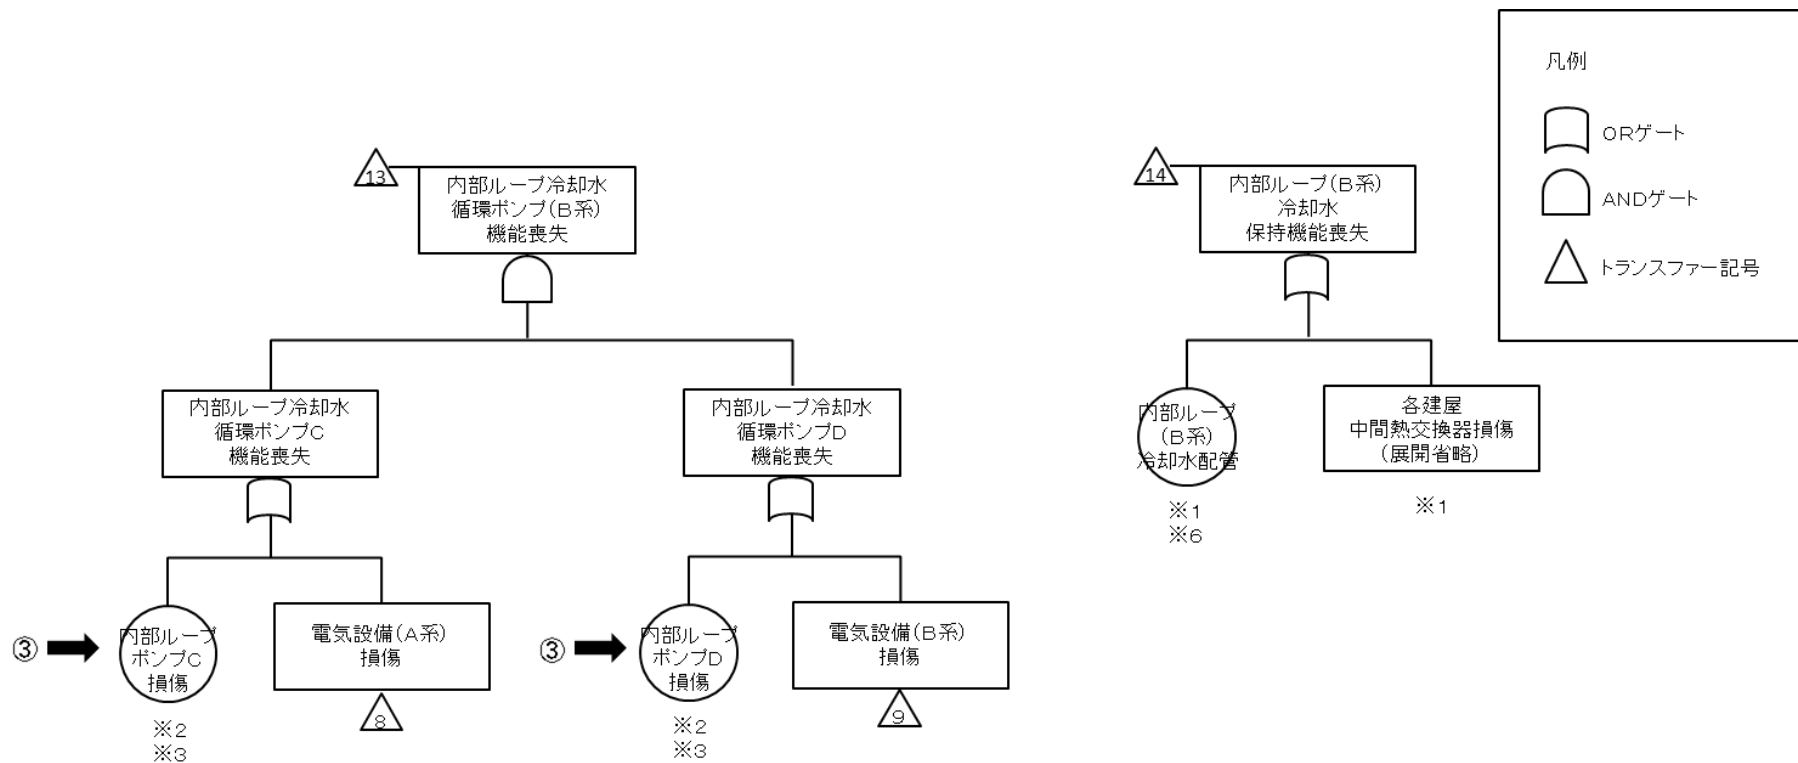 13
内部ループ冷却水
循環ポンプ(B系)
機能喪失
内部ループ冷却水
循環ポンプC
機能喪失
内部ループ冷却水
循環ポンプD
機能喪失
③
内部ループ
ポンプC
損傷
※2
※3
電気設備(A系)
損傷
8
③
内部ループ
ポンプD
損傷
※2
※3
電気設備(B系)
損傷
9
14
内部ループ(B系)
冷却水
保持機能喪失
内部ループ
(B系)
冷却水配管
※1
※6
各建屋
中間熱交換器損傷
(展開省略)
※1
凡例
ORゲート
ANDゲート
トランスファー記号